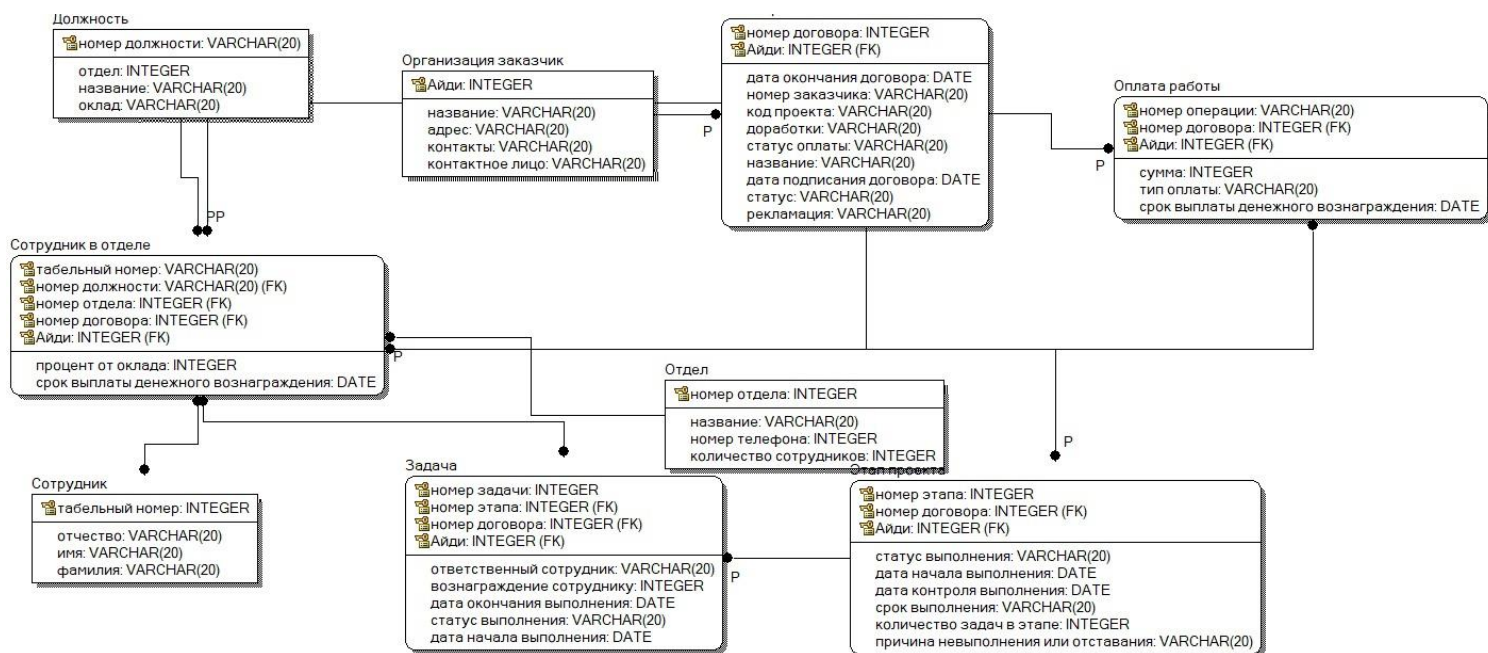 Должность
номер должности: VARCHAR(20)
отдел: INTEGER
название: VARCHAR(20)
оклад: VARCHAR(20)
Организация заказчик
Айди: INTEGER
название: VARCHAR(20)
адрес: VARCHAR(20)
контакты: VARCHAR(20)
контактное лицо: VARCHAR(20)
номер договора: INTEGER
Айди: INTEGER (FK)
дата окончания договора: DATE
номер заказчика: VARCHAR(20)
код проекта: VARCHAR(20)
доработки: VARCHAR(20)
статус оплаты: VARCHAR(20)
название: VARCHAR(20)
дата подписания договора: DATE
статус: VARCHAR(20)
рекламация: VARCHAR(20)
P
Оплата работы
номер операции: VARCHAR(20)
номер договора: INTEGER (FK)
Айди: INTEGER (FK)
сумма: INTEGER
тип оплаты: VARCHAR(20)
срок выплаты денежного вознаграждения: DATE
P
PP
Сотрудник в отделе
табельный номер: VARCHAR(20)
номер должности: VARCHAR(20) (FK)
номер отдела: INTEGER (FK)
номер договора: INTEGER (FK)
Айди: INTEGER (FK)
процент от оклада: INTEGER
срок выплаты денежного вознаграждения: DATE
P
Отдел
номер отдела: INTEGER
название: VARCHAR(20)
номер телефона: INTEGER
количество сотрудников: INTEGER
P
Сотрудник
табельный номер: INTEGER
отчество: VARCHAR(20)
имя: VARCHAR(20)
фамилия: VARCHAR(20)
Задача
номер задачи: INTEGER
номер этапа: INTEGER (FK)
номер договора: INTEGER (FK)
Айди: INTEGER (FK)
ответственный сотрудник: VARCHAR(20)
вознаграждение сотруднику: INTEGER
дата окончания выполнения: DATE
статус выполнения: VARCHAR(20)
дата начала выполнения: DATE
P
Этап проекта
номер этапа: INTEGER
номер договора: INTEGER (FK)
Айди: INTEGER (FK)
статус выполнения: VARCHAR(20)
дата начала выполнения: DATE
дата контроля выполнения: DATE
срок выполнения: VARCHAR(20)
количество задач в этапе: INTEGER
причина невыполнения или отставания: VARCHAR(20)